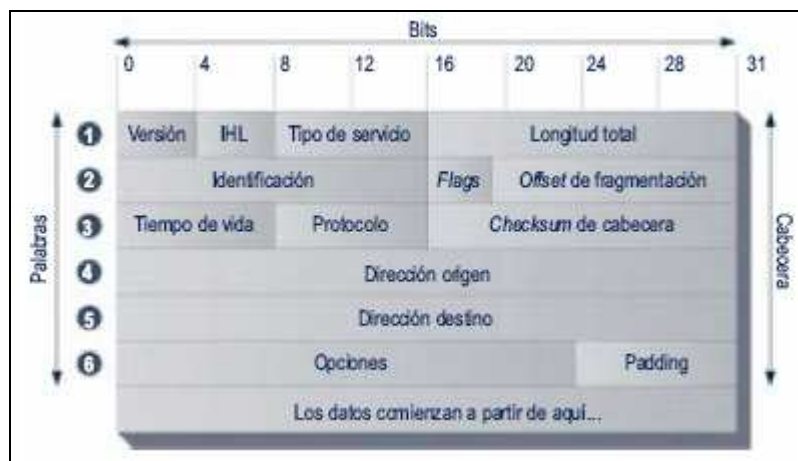 Bits
0 4 8 12 16 20 24 28 31
Palabras
Cabecera
1 Versión IHL Tipo de servicio Longitud total
2 Identificación Flags Offset de fragmentación
3 Tiempo de vida Protocolo Checksum de cabecera
4 Dirección origen
5 Dirección destino
6 Opciones Padding
Los datos comienzan a partir de aquí...